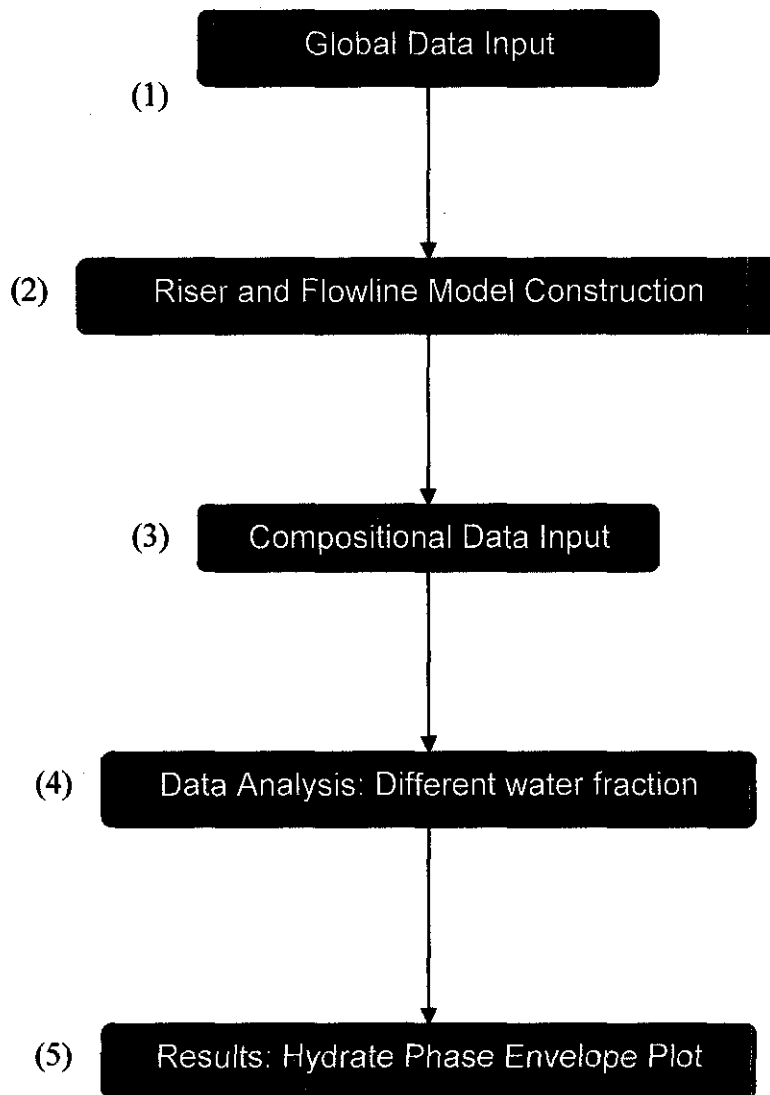 Global Data Input
(1)
(2) Riser and Flowline Model Construction
(3) Compositional Data Input
(4) Data Analysis: Different water fraction
(5) Results: Hydrate Phase Envelope Plot